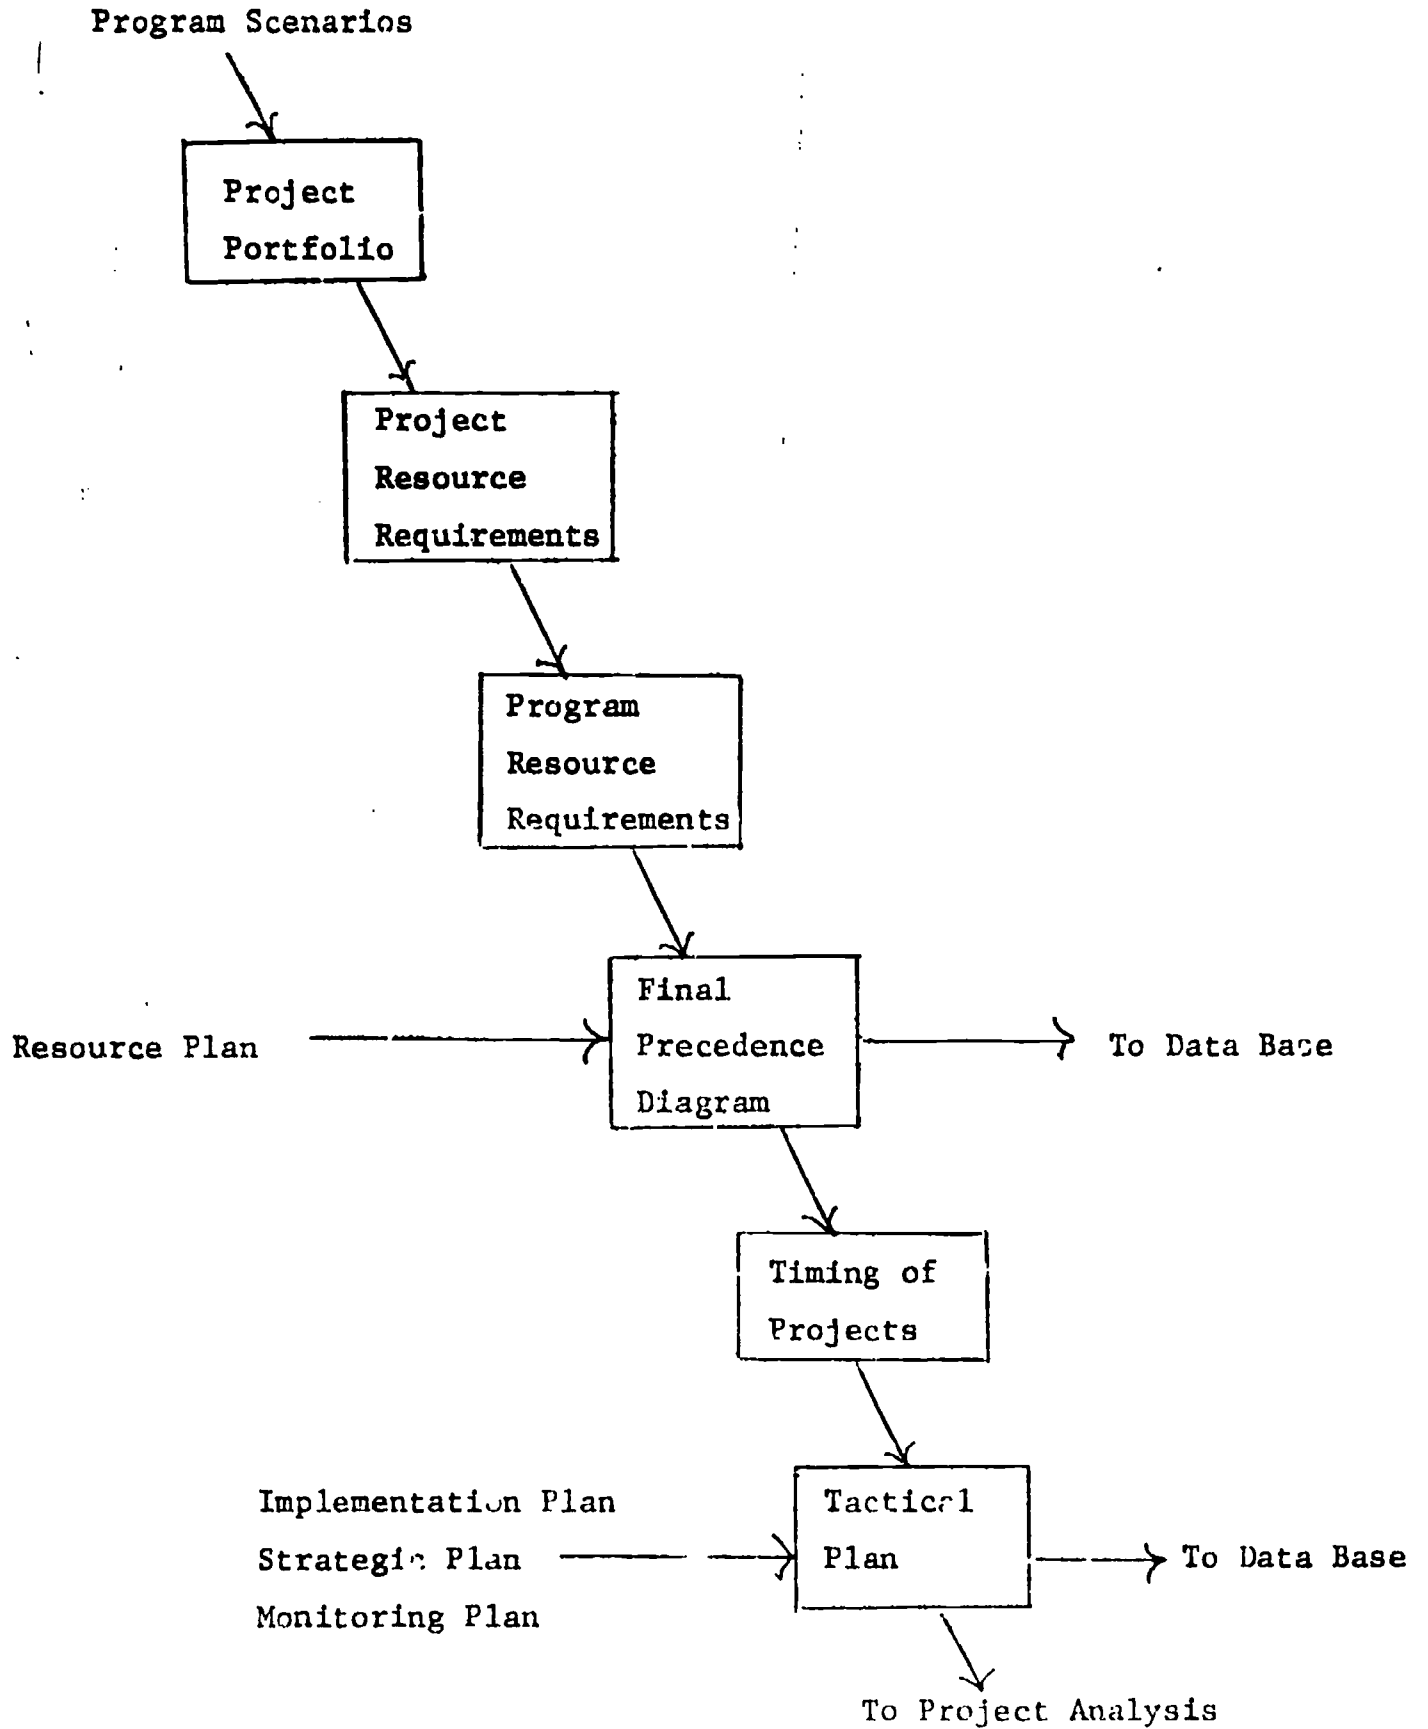 Program Scenarios
Project
Portfolio
Project
Resource
Requirements
Program
Resource
Requirements
Final
Precedence
Diagram
Resource Plan
To Data Base
Timing of
Projects
Implementation Plan
Strategic Plan
Monitoring Plan
Tactical
Plan
To Data Base
To Project Analysis